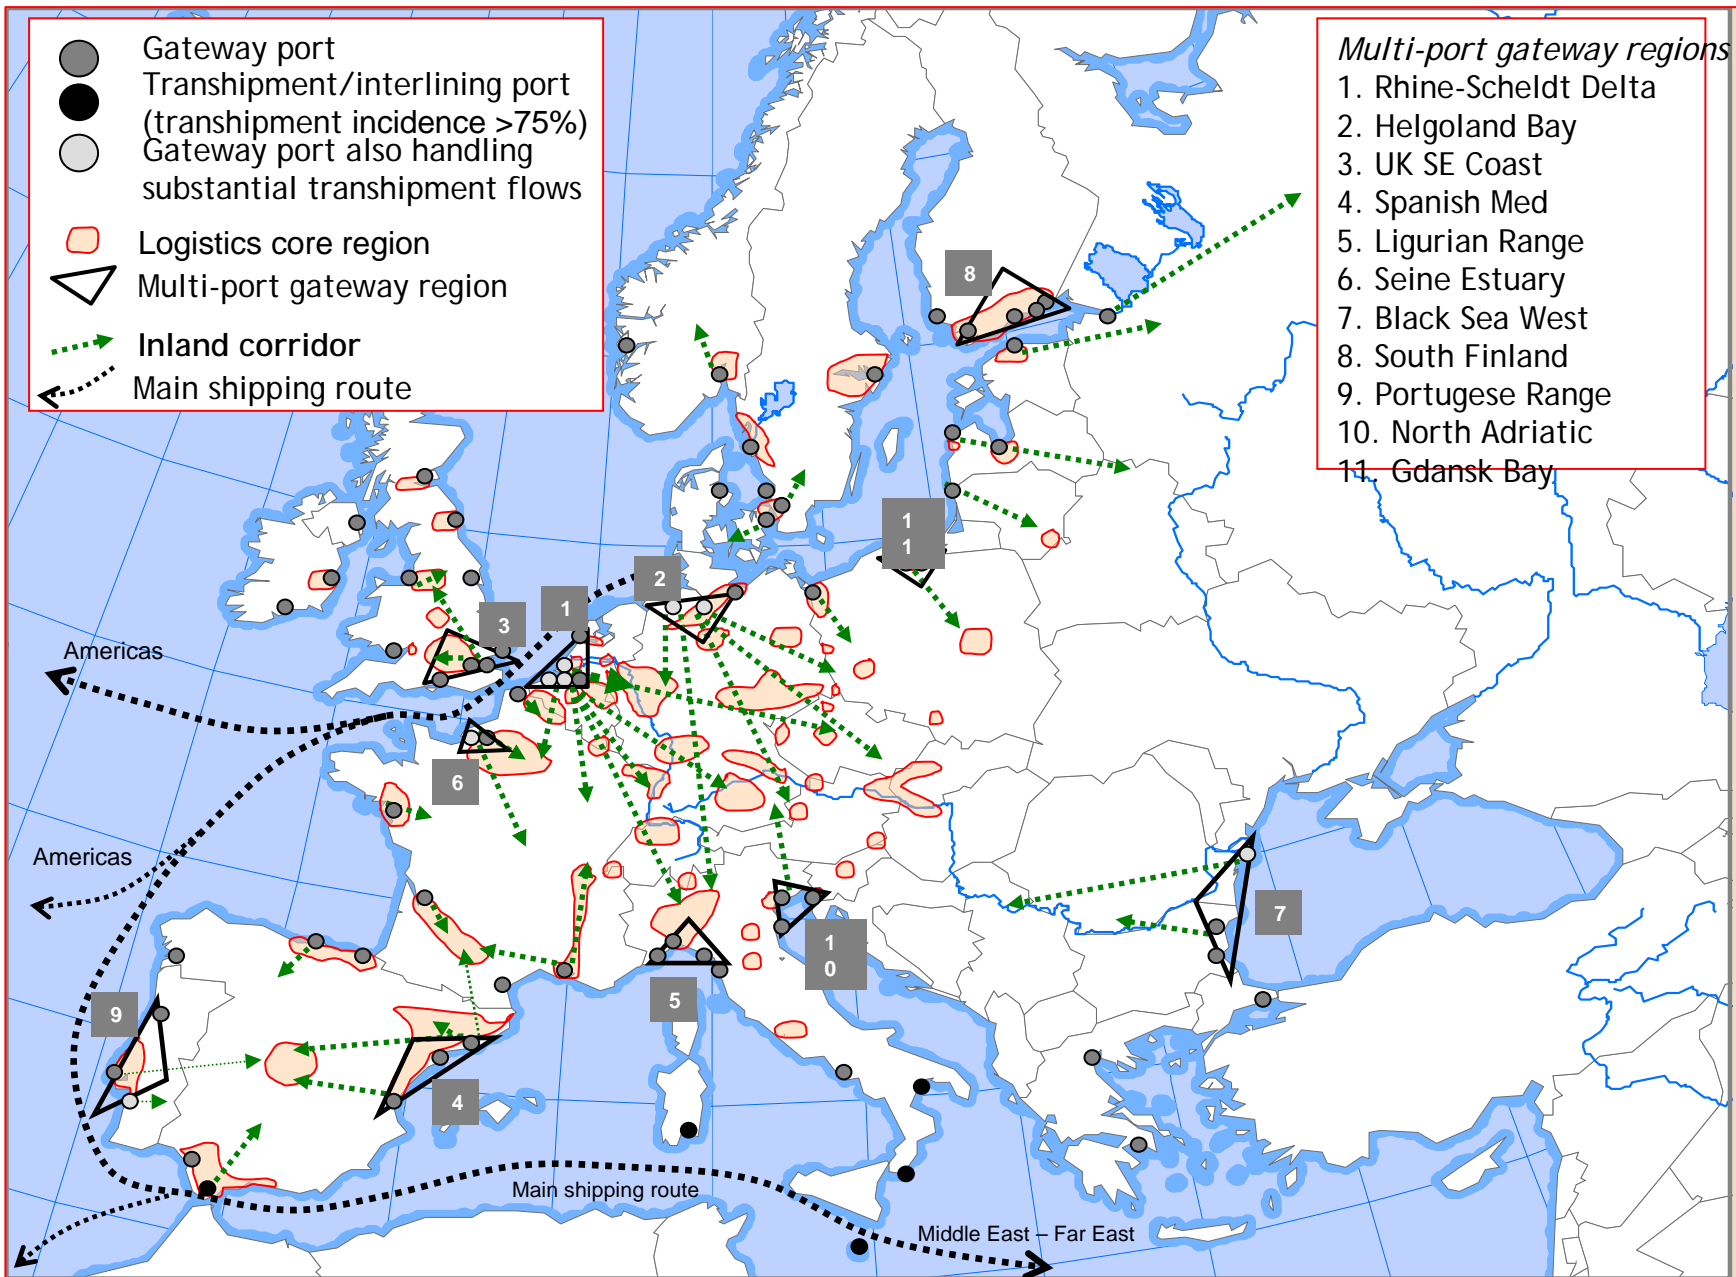 Gateway port
Transhipment/interlining port
(transhipment incidence >75%)
Gateway port also handling
substantial transhipment flows
Logistics core region
Multi-port gateway region
Inland corridor
Main shipping route
Multi-port gateway regions
1. Rhine-Scheldt Delta
2. Helgoland Bay
3. UK SE Coast
4. Spanish Med
5. Ligurian Range
6. Seine Estuary
7. Black Sea West
8. South Finland
9. Portugese Range
10. North Adriatic
11. Gdansk Bay
8
1
1
2
1
3
Americas
6
Americas
7
1
0
5
9
4
Main shipping route
Middle East – Far East